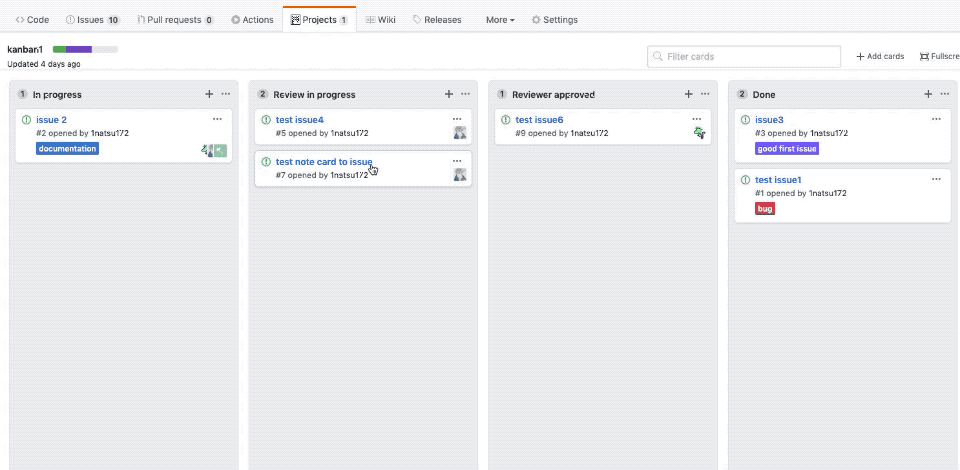 Code Issues 10 Pull requests 0 Actions Projects 1 Wiki Releases More Settings
kanban1
Updated 4 days ago
Filter cards
Add cards
Fullscre
1 In progress
issue 2
#2 opened by 1natsu172
documentation
2 Review in progress
test issue4
#5 opened by 1natsu172
test note card to issue
#7 opened by 1natsu172
1 Reviewer approved
test issue6
#9 opened by 1natsu172
2 Done
issue3
#3 opened by 1natsu172
good first issue
test issue1
#1 opened by 1natsu172
bug